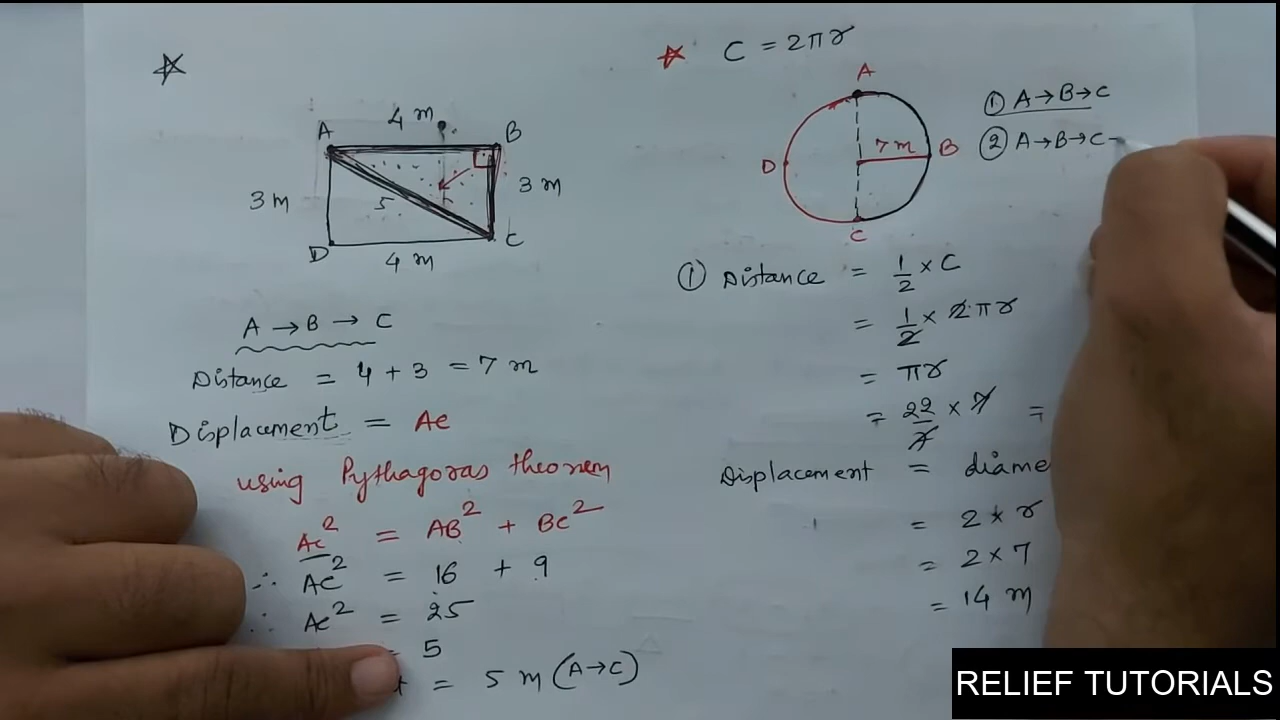 ☆
4 m
A
B
3 m
5
3 m
D
C
4 m
A → B → C
Distance = 4 + 3 = 7 m
Displacement = AC
using Pythagoras theorem
AC² = AB² + BC²
∴ AC² = 16 + 9
∴ AC² = 25
= 5
= 5 m (A→C)
☆ C = 2πr
A
D
7 m
B
C
① A→B→C
② A→B→C→
① Distance = 1/2 × C
= 1/2 × 2πr
= πr
= 22/7 × 7 =
Displacement = diame
= 2 × r
= 2 × 7
= 14 m
RELIEF TUTORIALS